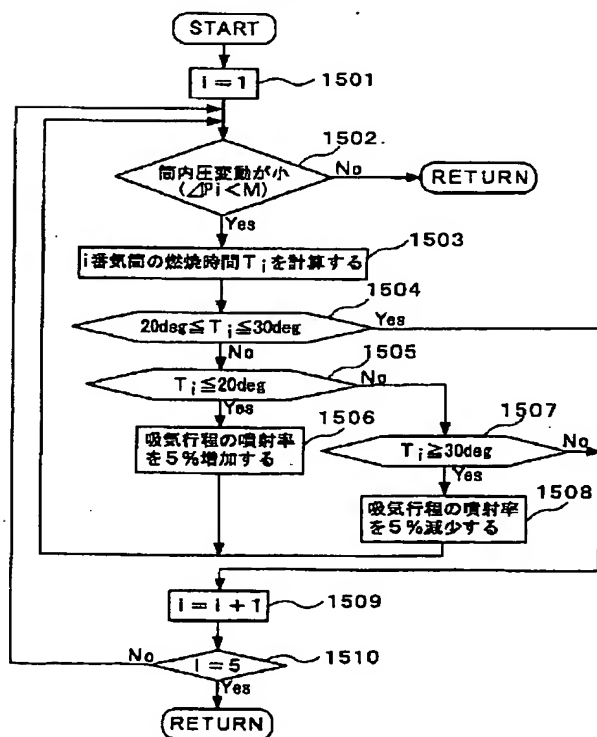 START
i = 1
1501
1502
筒内圧変動が小
(⊿Pi<M)
No
RETURN
Yes
1503
i番気筒の燃焼時間Tiを計算する
1504
20deg≦Ti≦30deg
Yes
No
1505
Ti≦20deg
No
Yes
1506
吸気行程の噴射率
を5%増加する
1507
Ti≧30deg
No
Yes
1508
吸気行程の噴射率
を5%減少する
i = i + 1
1509
No
i = 5
1510
Yes
RETURN